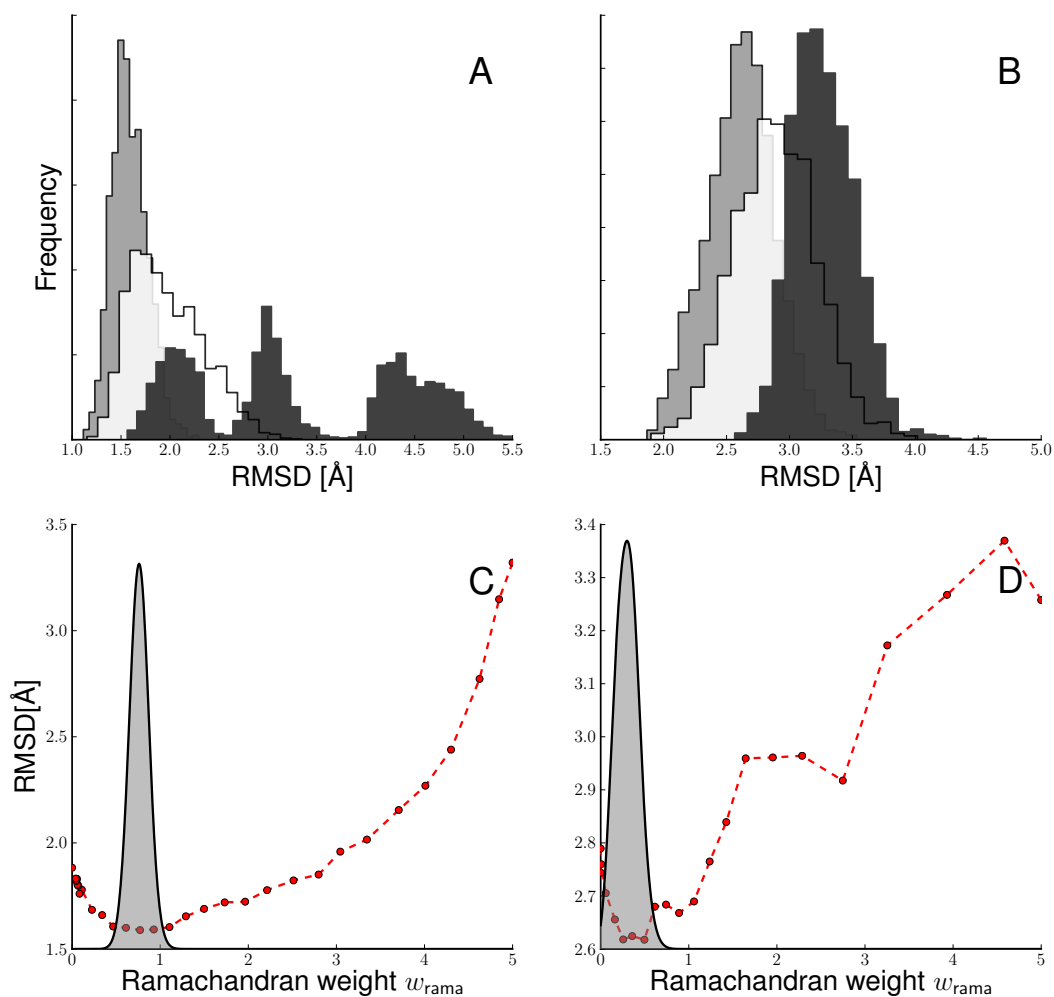 A
Frequency
1.0 1.5 2.0 2.5 3.0 3.5 4.0 4.5 5.0 5.5
RMSD [Å]
B
1.5 2.0 2.5 3.0 3.5 4.0 4.5 5.0
RMSD [Å]
C
RMSD[Å]
3.5
3.0
2.5
2.0
1.5
0 1 2 3 4 5
Ramachandran weight w_rama
D
3.4
3.3
3.2
3.1
3.0
2.9
2.8
2.7
2.6
0 1 2 3 4 5
Ramachandran weight w_rama